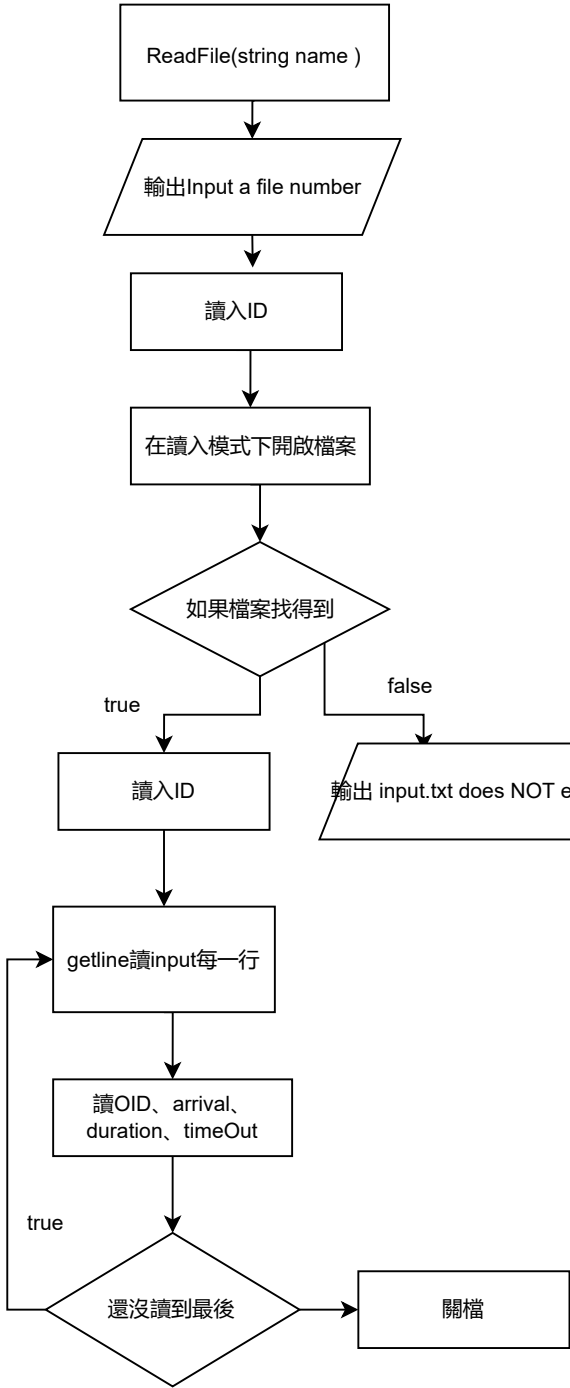 ReadFile(string name )
輸出Input a file number
讀入ID
在讀入模式下開啟檔案
如果檔案找得到
true
false
讀入ID
輸出 input.txt does NOT
getline讀input每一行
讀OID、arrival、
duration、timeOut
true
還沒讀到最後
關檔